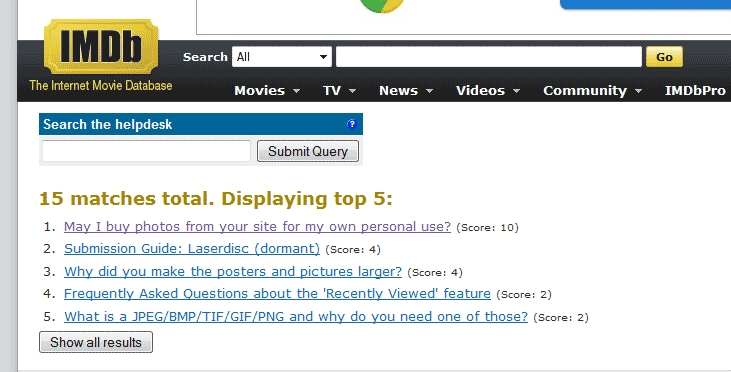 IMDb
The Internet Movie Database
Search All Go
Movies TV News Videos Community IMDbPro
Search the helpdesk ?
Submit Query
15 matches total. Displaying top 5:
1. May I buy photos from your site for my own personal use? (Score: 10)
2. Submission Guide: Laserdisc (dormant) (Score: 4)
3. Why did you make the posters and pictures larger? (Score: 4)
4. Frequently Asked Questions about the 'Recently Viewed' feature (Score: 2)
5. What is a JPEG/BMP/TIF/GIF/PNG and why do you need one of those? (Score: 2)
Show all results